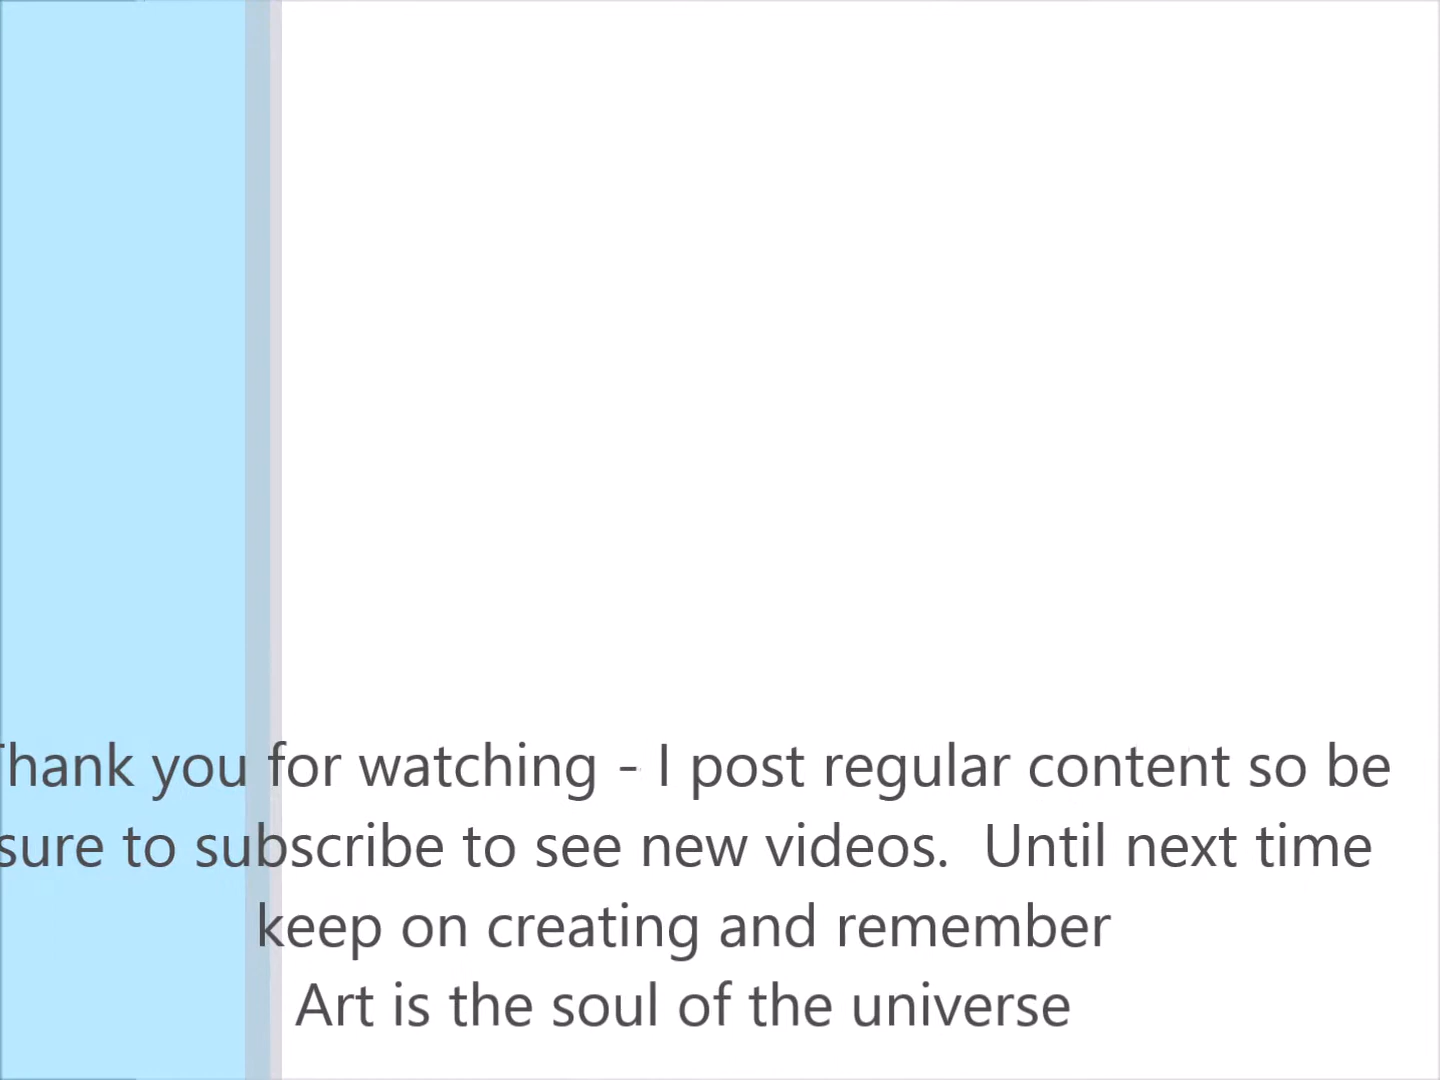 Thank you for watching - I post regular content so be
sure to subscribe to see new videos.  Until next time
keep on creating and remember
Art is the soul of the universe